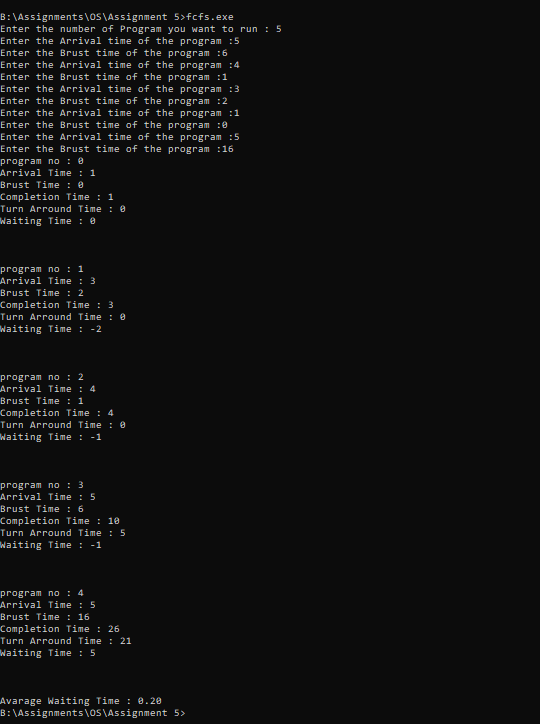 B:\Assignments\OS\Assignment 5>fcfs.exe
Enter the number of Program you want to run : 5
Enter the Arrival time of the program :5
Enter the Brust time of the program :6
Enter the Arrival time of the program :4
Enter the Brust time of the program :1
Enter the Arrival time of the program :3
Enter the Brust time of the program :2
Enter the Arrival time of the program :1
Enter the Brust time of the program :0
Enter the Arrival time of the program :5
Enter the Brust time of the program :16
program no : 0
Arrival Time : 1
Brust Time : 0
Completion Time : 1
Turn Arround Time : 0
Waiting Time : 0
program no : 1
Arrival Time : 3
Brust Time : 2
Completion Time : 3
Turn Arround Time : 0
Waiting Time : -2
program no : 2
Arrival Time : 4
Brust Time : 1
Completion Time : 4
Turn Arround Time : 0
Waiting Time : -1
program no : 3
Arrival Time : 5
Brust Time : 6
Completion Time : 10
Turn Arround Time : 5
Waiting Time : -1
program no : 4
Arrival Time : 5
Brust Time : 16
Completion Time : 26
Turn Arround Time : 21
Waiting Time : 5
Avarage Waiting Time : 0.20
B:\Assignments\OS\Assignment 5>